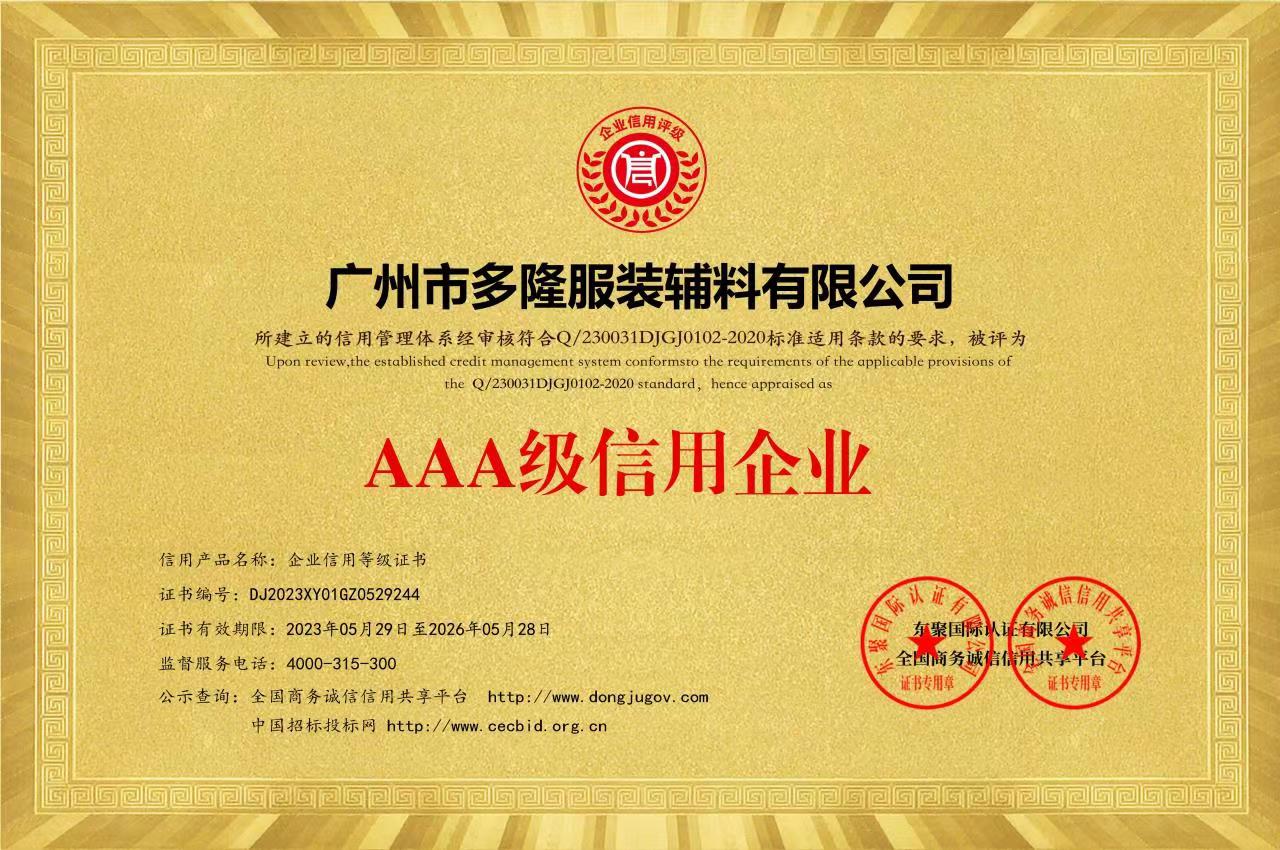 企业信用评级
信
广州市多隆服装辅料有限公司
所建立的信用管理体系经审核符合Q/230031DJGJ0102-2020标准适用条款的要求，被评为
Upon review,the established credit management system conformsto the requirements of the applicable provisions of
the Q/230031DJGJ0102-2020 standard，hence appraised as
AAA级信用企业
信用产品名称：企业信用等级证书
证书编号：DJ2023XY01GZ0529244
证书有效期限：2023年05月29日至2026年05月28日
监督服务电话：4000-315-300
公示查询：全国商务诚信信用共享平台 http://www.dongjugov.com
中国招标投标网 http://www.cecbid.org.cn
东聚国际认证有限公司
全国商务诚信信用共享平台
东聚国际认证有限公司
证书专用章
全国商务诚信信用共享平台
证书专用章